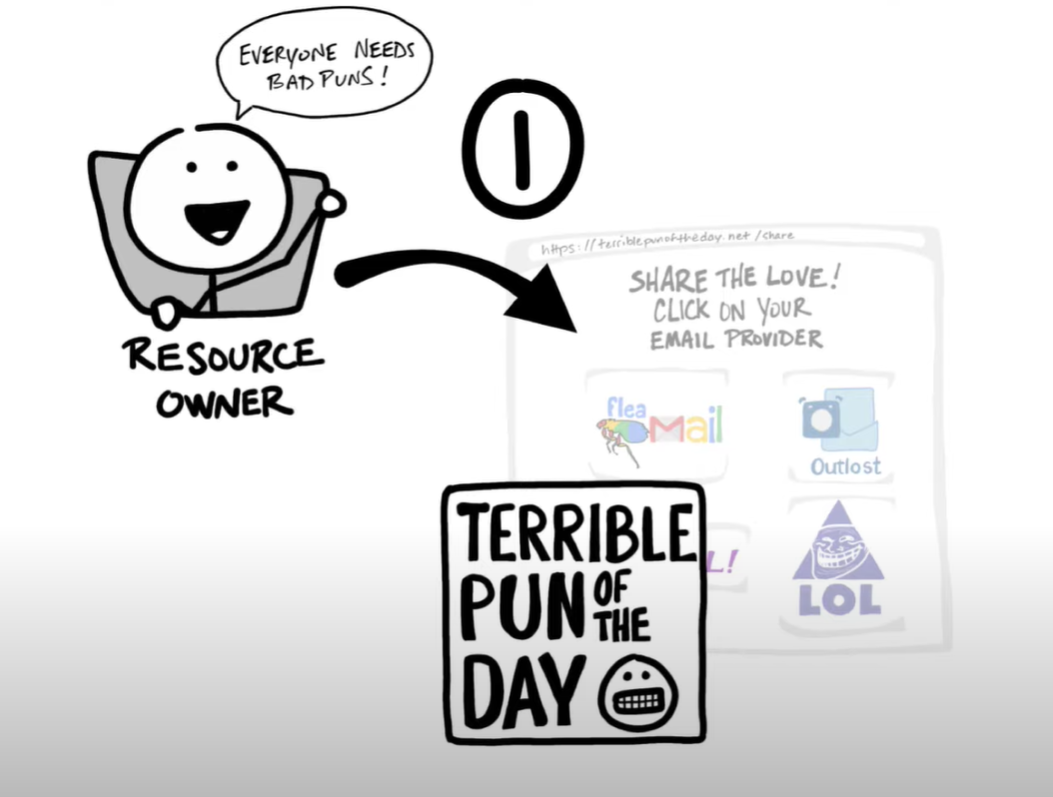 EVERYONE NEEDS
BAD PUNS!
1
RESOURCE
OWNER
https://terriblepunoftheday.net/share
SHARE THE LOVE!
CLICK ON YOUR
EMAIL PROVIDER
flea
Mail
Outlost
L!
LOL
TERRIBLE
PUN OF THE
DAY